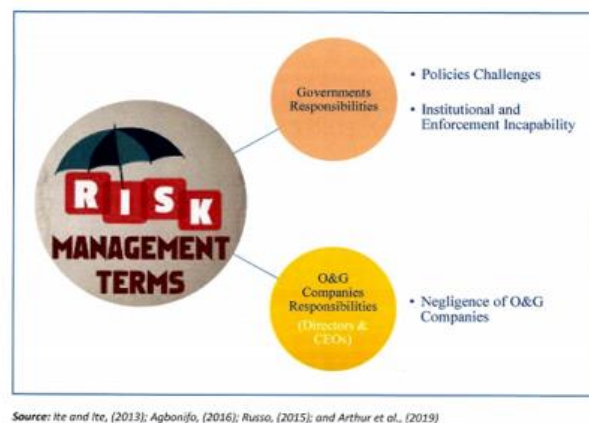 RISK
MANAGEMENT
TERMS
Governments
Responsibilities
• Policies Challenges
• Institutional and
Enforcement Incapability
O&G
Companies
Responsibilities
(Directors &
CEOs)
• Negligence of O&G
Companies
Source: Ite and Ite, (2013); Agbonifo, (2016); Russo, (2015); and Arthur et al., (2019)